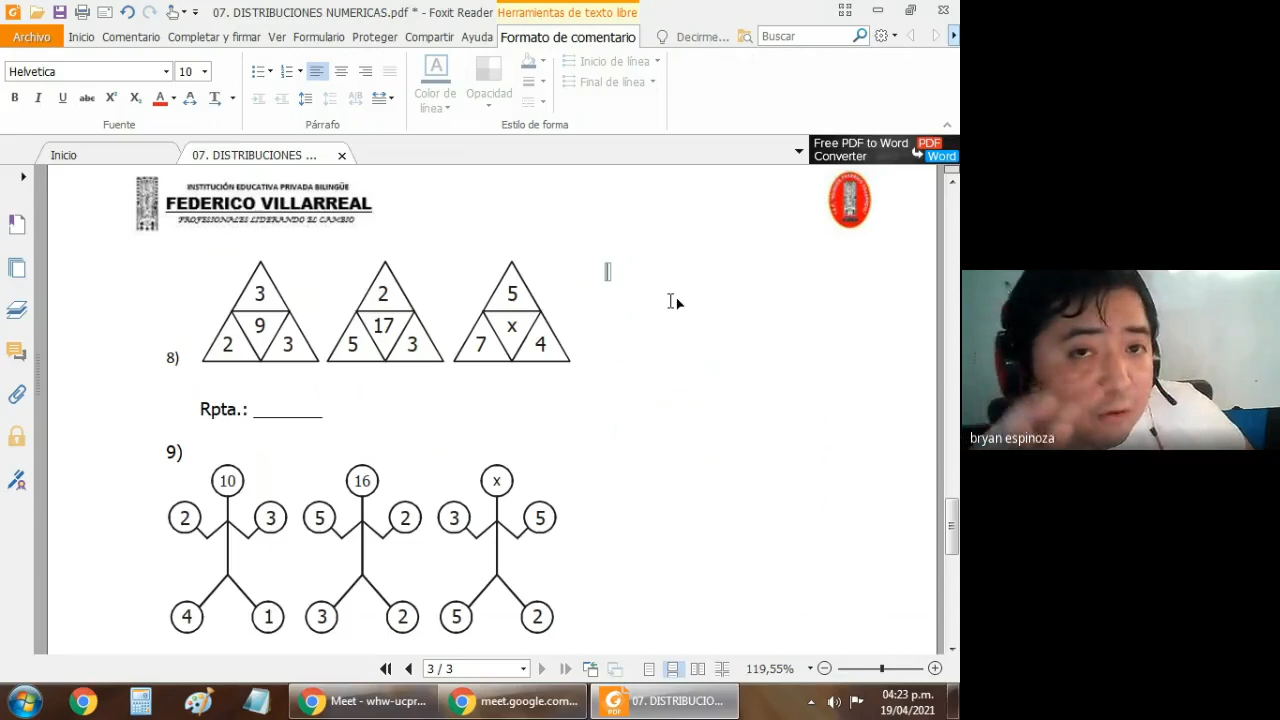 07. DISTRIBUCIONES NUMERICAS.pdf * - Foxit Reader
Herramientas de texto libre
Archivo Inicio Comentario Completar y firmar Ver Formulario Proteger Compartir Ayuda Formato de comentario Decirme... Buscar
Helvetica 10
Color de línea
Opacidad
Inicio de línea
Final de línea
Fuente Párrafo Estilo de forma
Inicio
07. DISTRIBUCIONES ...
Free PDF to Word Converter
PDF
Word
INSTITUCIÓN EDUCATIVA PRIVADA BILINGÜE
FEDERICO VILLARREAL
PROFESIONALES LIDERANDO EL CAMBIO
3 2 5
9 17 x
8) 2 3 5 3 7 4
Rpta.: ________
9)
10 16 x
2 3 5 2 3 5
4 1 3 2 5 2
bryan espinoza
3 / 3
119,55%
Meet - whw-ucpr...
meet.google.com...
07. DISTRIBUCIO...
04:23 p.m.
19/04/2021